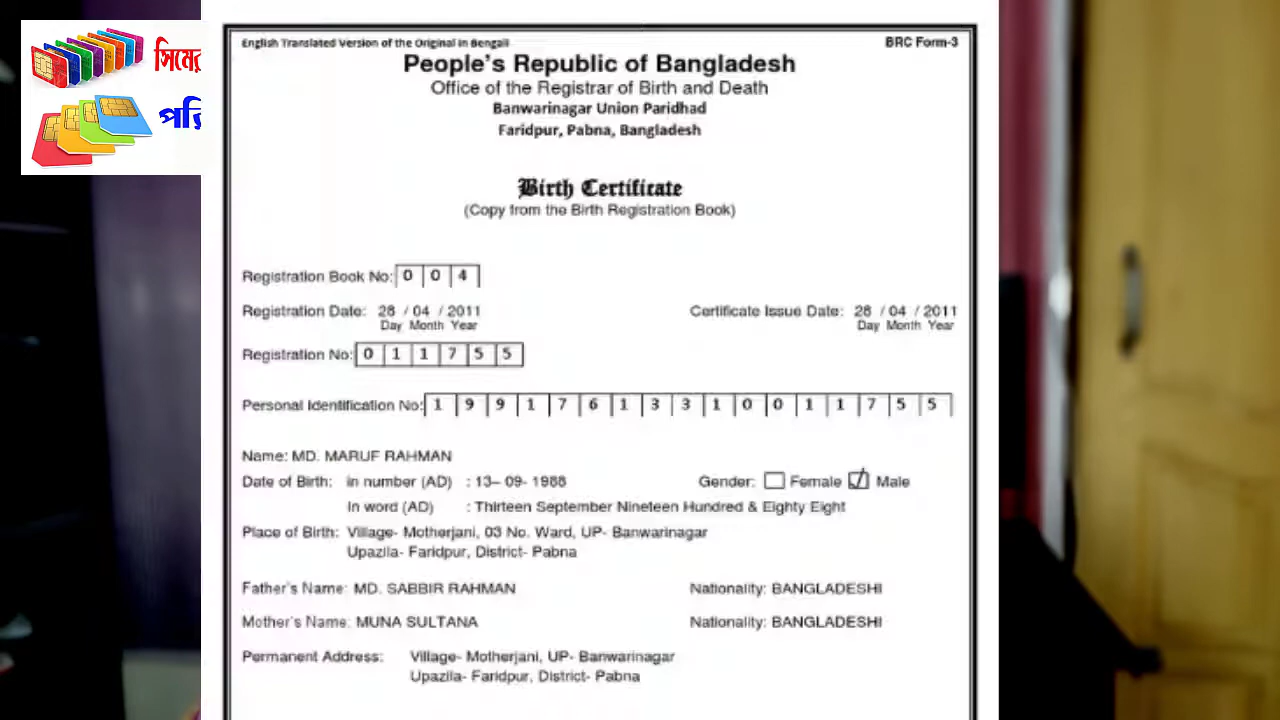 সিমের
English Translated Version of the Original in Bengali
BRC Form-3
People's Republic of Bangladesh
Office of the Registrar of Birth and Death
Banwarinagar Union Paridhad
Faridpur, Pabna, Bangladesh
Birth Certificate
(Copy from the Birth Registration Book)
Registration Book No: 0 0 4
Registration Date: 28 / 04 / 2011 Certificate Issue Date: 28 / 04 / 2011
Day Month Year Day Month Year
Registration No: 0 1 1 7 5 5
Personal Identification No: 1 9 9 1 7 6 1 3 3 1 0 0 1 1 7 5 5
Name: MD. MARUF RAHMAN
Date of Birth: In number (AD) : 13– 09- 1988 Gender: Female Male
In word (AD) : Thirteen September Nineteen Hundred & Eighty Eight
Place of Birth: Village- Motherjani, 03 No. Ward, UP- Banwarinagar
Upazila- Faridpur, District- Pabna
Father's Name: MD. SABBIR RAHMAN Nationality: BANGLADESHI
Mother's Name: MUNA SULTANA Nationality: BANGLADESHI
Permanent Address: Village- Motherjani, UP- Banwarinagar
Upazila- Faridpur, District- Pabna